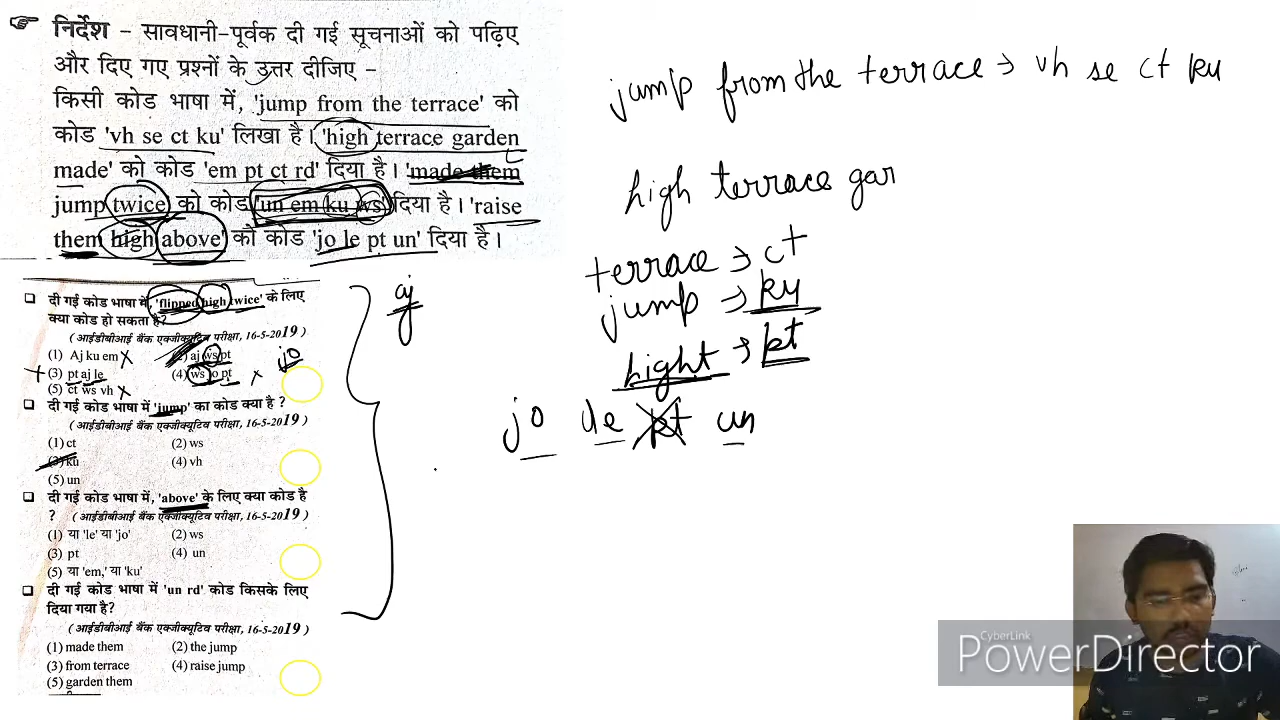 निर्देश - सावधानी-पूर्वक दी गई सूचनाओं को पढ़िए
और दिए गए प्रश्नों के उत्तर दीजिए -
किसी कोड भाषा में, 'jump from the terrace' को
कोड 'vh se ct ku' लिखा है। 'high terrace garden
made' को कोड 'em pt ct rd' दिया है। 'made them
jump twice' को कोड 'un em ku ws' दिया है। 'raise
them high above' को कोड 'jo le pt un' दिया है।
दी गई कोड भाषा में, 'flipped high twice' के लिए
क्या कोड हो सकता है?
(आईडीबीआई बैंक एक्जीक्यूटिव परीक्षा, 16-5-2019)
(1) Aj ku em (2) aj ws pt
(3) pt aj le (4) ws jo pt
(5) ct ws vh
दी गई कोड भाषा में 'jump' का कोड क्या है ?
(आईडीबीआई बैंक एक्जीक्यूटिव परीक्षा, 16-5-2019)
(1) ct (2) ws
(3) ku (4) vh
(5) un
दी गई कोड भाषा में, 'above' के लिए क्या कोड है
? (आईडीबीआई बैंक एक्जीक्यूटिव परीक्षा, 16-5-2019)
(1) या 'le' या 'jo' (2) ws
(3) pt (4) un
(5) या 'em,' या 'ku'
दी गई कोड भाषा में 'un rd' कोड किसके लिए
दिया गया है?
(आईडीबीआई बैंक एक्जीक्यूटिव परीक्षा, 16-5-2019)
(1) made them (2) the jump
(3) from terrace (4) raise jump
(5) garden them
aj
jo
jump from the terrace → vh se ct ku
high terrace gar
terrace → ct
jump → ku
hight → pt
jo le pt un
CyberLink
PowerDirector